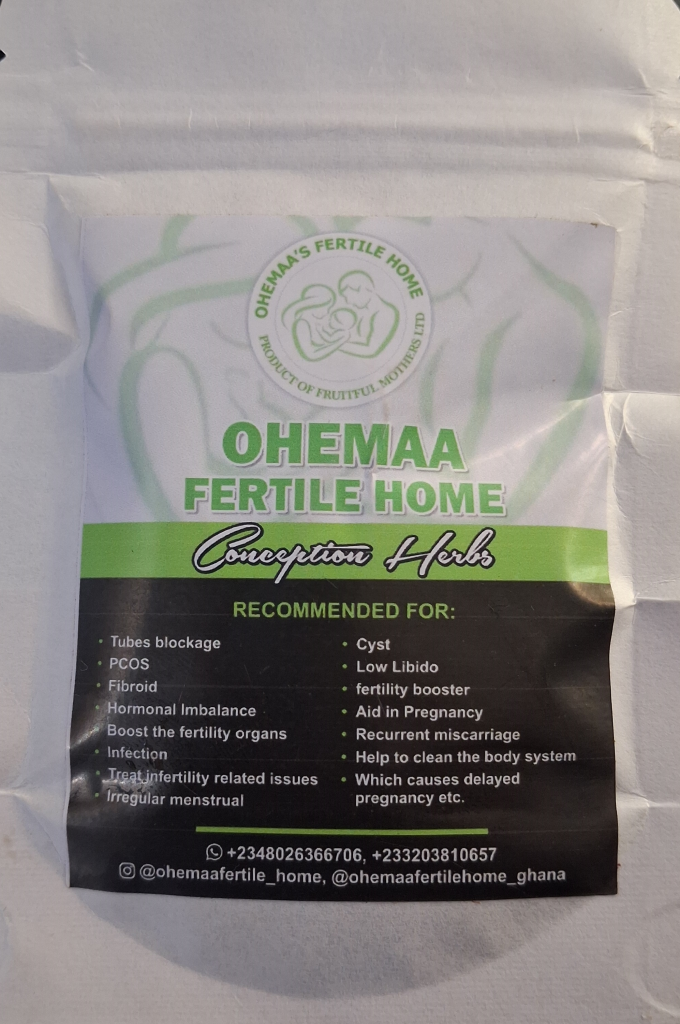 OHEMAA'S FERTILE HOME
PRODUCT OF FRUITFUL MOTHERS LTD
OHEMAA
FERTILE HOME
Conception Herbs
RECOMMENDED FOR:
• Tubes blockage
• PCOS
• Fibroid
• Hormonal Imbalance
Boost the fertility organs
• Infection
• Treat infertility related issues
• Irregular menstrual
• Cyst
• Low Libido
• fertility booster
• Aid in Pregnancy
• Recurrent miscarriage
• Help to clean the body system
• Which causes delayed
pregnancy etc.
+2348026366706, +233203810657
@ohemaafertile_home, @ohemaafertilehome_ghana